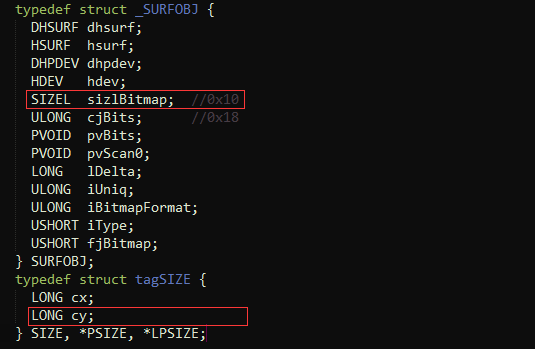 typedef struct _SURFOBJ {
DHSURF dhsurf;
HSURF hsurf;
DHPDEV dhpdev;
HDEV hdev;
SIZEL sizlBitmap; //0x10
ULONG cjBits; //0x18
PVOID pvBits;
PVOID pvScan0;
LONG lDelta;
ULONG iUniq;
ULONG iBitmapFormat;
USHORT iType;
USHORT fjBitmap;
} SURFOBJ;
typedef struct tagSIZE {
LONG cx;
LONG cy;
} SIZE, *PSIZE, *LPSIZE;